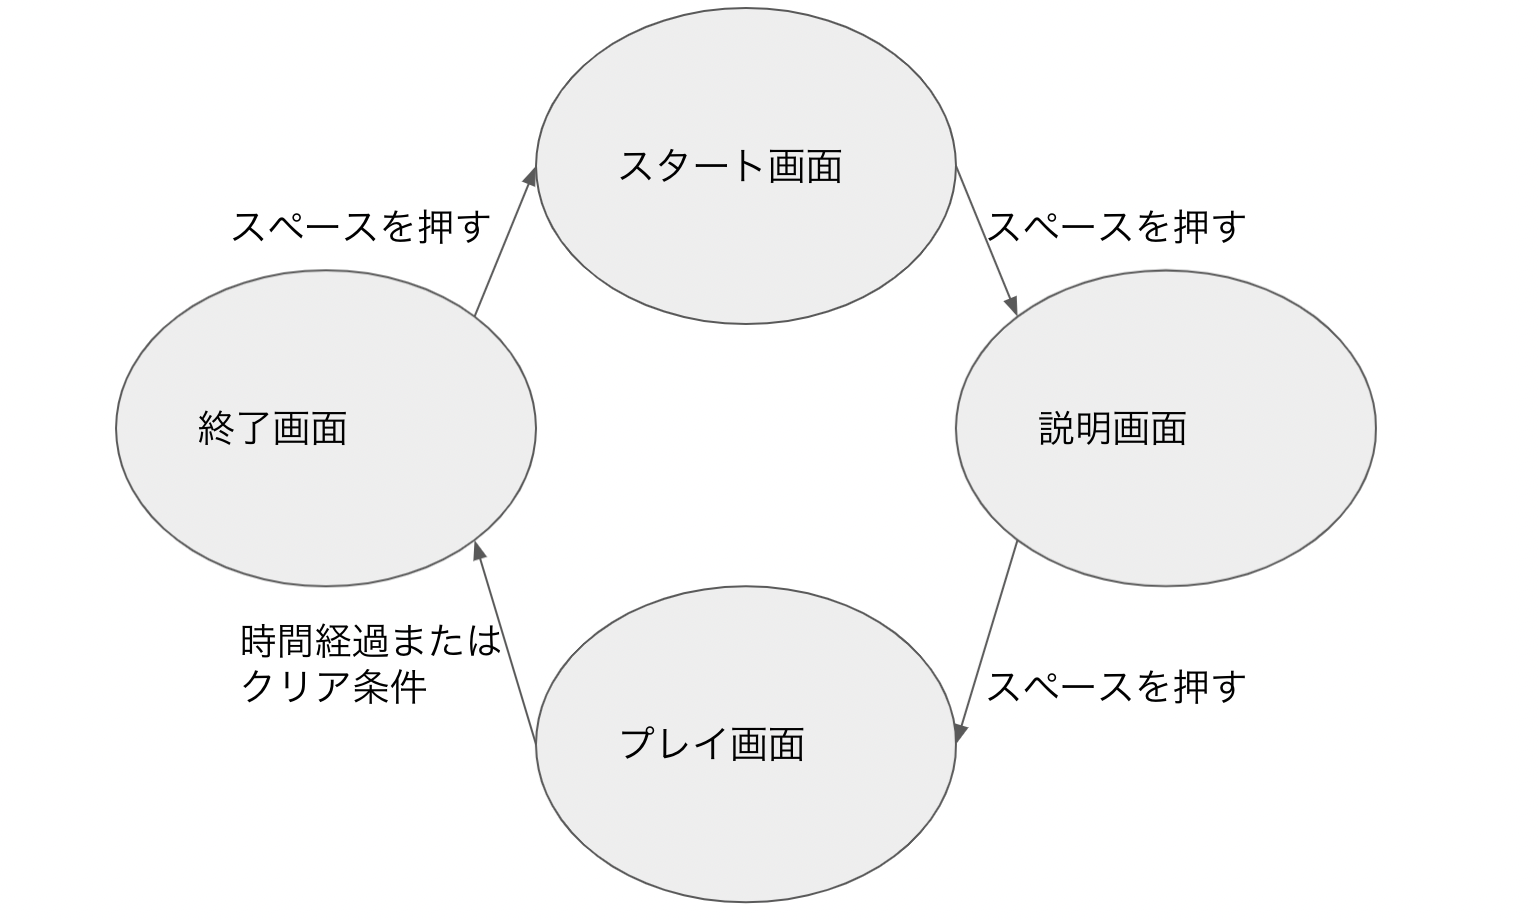 スタート画面
スペースを押す
スペースを押す
終了画面
説明画面
時間経過または
クリア条件
スペースを押す
プレイ画面